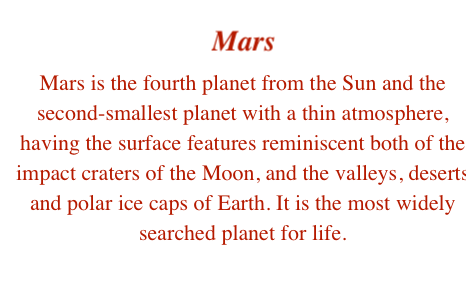 Mars
Mars is the fourth planet from the Sun and the
second-smallest planet with a thin atmosphere,
having the surface features reminiscent both of the
impact craters of the Moon, and the valleys, deserts
and polar ice caps of Earth. It is the most widely
searched planet for life.